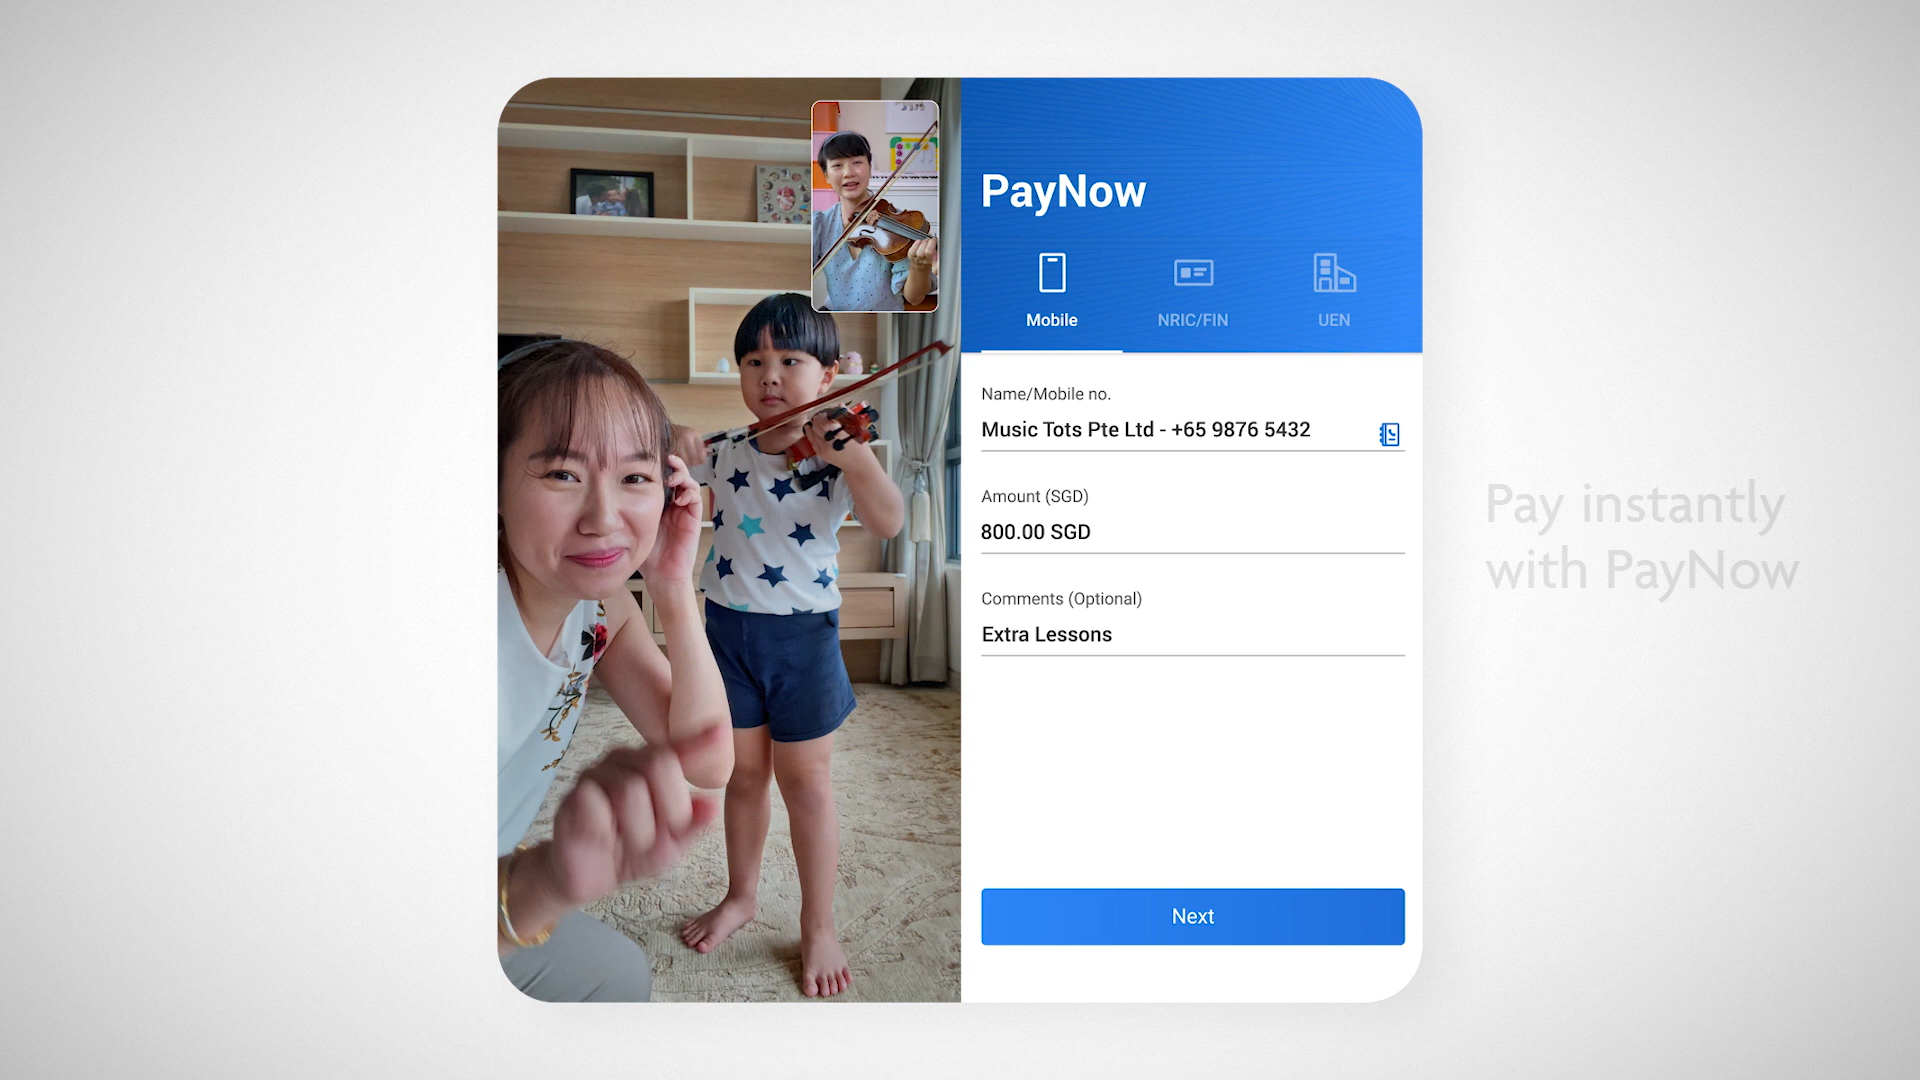 PayNow
Mobile
NRIC/FIN
UEN
Name/Mobile no.
Music Tots Pte Ltd - +65 9876 5432
Amount (SGD)
800.00 SGD
Comments (Optional)
Extra Lessons
Next
Pay instantly
with PayNow